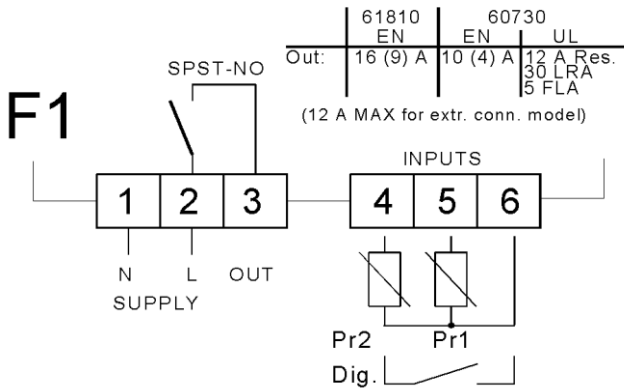 61810 60730
EN EN UL
Out: 16 (9) A 10 (4) A 12 A Res.
30 LRA
5 FLA
SPST-NO
F1
(12 A MAX for extr. conn. model)
INPUTS
1 2 3 4 5 6
N L OUT
SUPPLY
Pr2 Pr1
Dig.